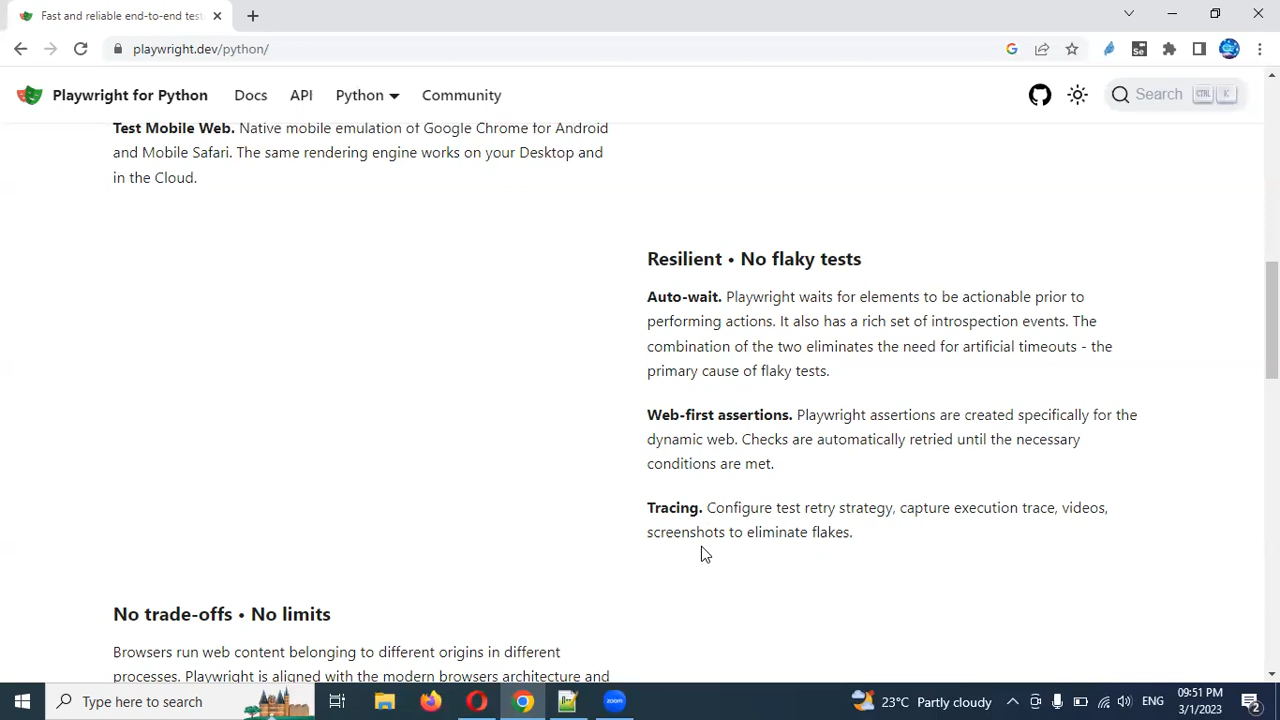 Fast and reliable end-to-end test
playwright.dev/python/
Playwright for Python
Docs
API
Python
Community
Search
CTRL
K
Test Mobile Web. Native mobile emulation of Google Chrome for Android
and Mobile Safari. The same rendering engine works on your Desktop and
in the Cloud.
Resilient • No flaky tests
Auto-wait. Playwright waits for elements to be actionable prior to
performing actions. It also has a rich set of introspection events. The
combination of the two eliminates the need for artificial timeouts - the
primary cause of flaky tests.
Web-first assertions. Playwright assertions are created specifically for the
dynamic web. Checks are automatically retried until the necessary
conditions are met.
Tracing. Configure test retry strategy, capture execution trace, videos,
screenshots to eliminate flakes.
No trade-offs • No limits
Browsers run web content belonging to different origins in different
processes. Playwright is aligned with the modern browsers architecture and
Type here to search
zoom
23°C Partly cloudy
ENG
09:51 PM
3/1/2023
2